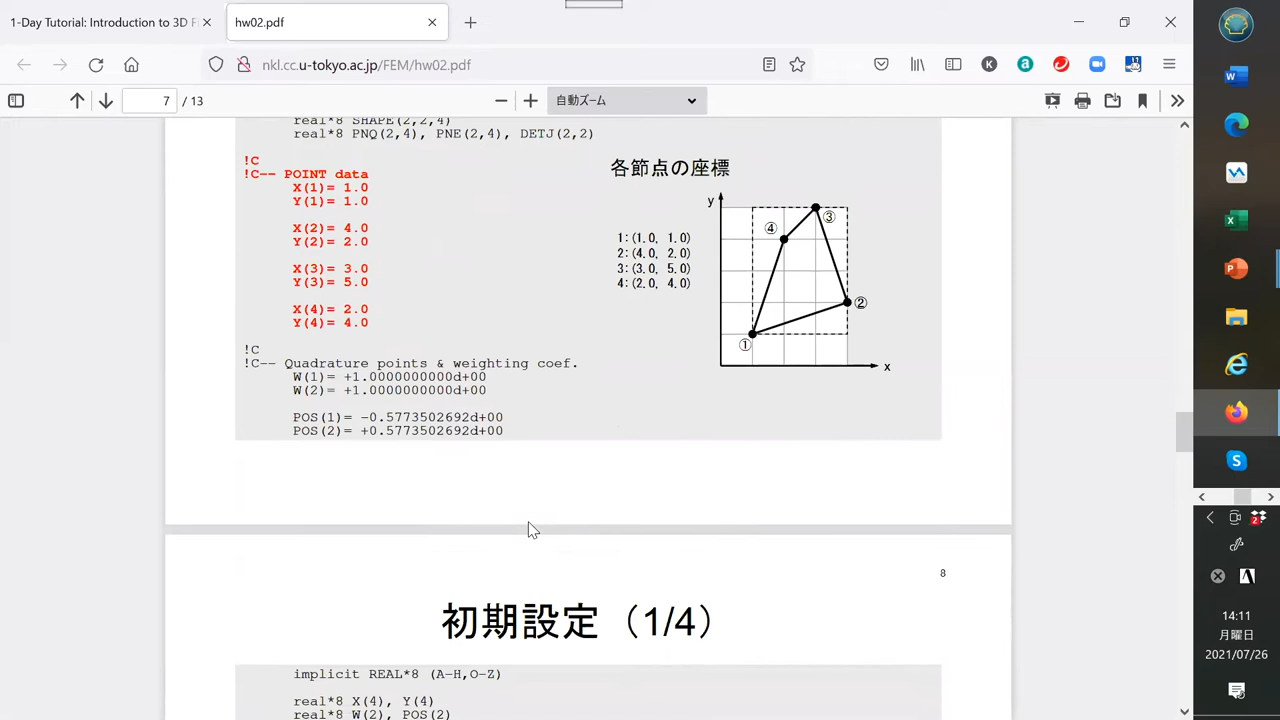 1-Day Tutorial: Introduction to 3D F
hw02.pdf
nkl.cc.u-tokyo.ac.jp/FEM/hw02.pdf
7 / 13
自動ズーム
real*8 SHAPE(2,2,4)
real*8 PNQ(2,4), PNE(2,4), DETJ(2,2)
!C
!C-- POINT data
X(1)= 1.0
Y(1)= 1.0
X(2)= 4.0
Y(2)= 2.0
X(3)= 3.0
Y(3)= 5.0
X(4)= 2.0
Y(4)= 4.0
!C
!C-- Quadrature points & weighting coef.
W(1)= +1.0000000000d+00
W(2)= +1.0000000000d+00
POS(1)= -0.5773502692d+00
POS(2)= +0.5773502692d+00
各節点の座標
1:(1.0, 1.0)
2:(4.0, 2.0)
3:(3.0, 5.0)
4:(2.0, 4.0)
y
③
④
②
①
x
8
初期設定（1/4）
implicit REAL*8 (A-H,O-Z)
real*8 X(4), Y(4)
real*8 W(2), POS(2)
14:11
月曜日
2021/07/26